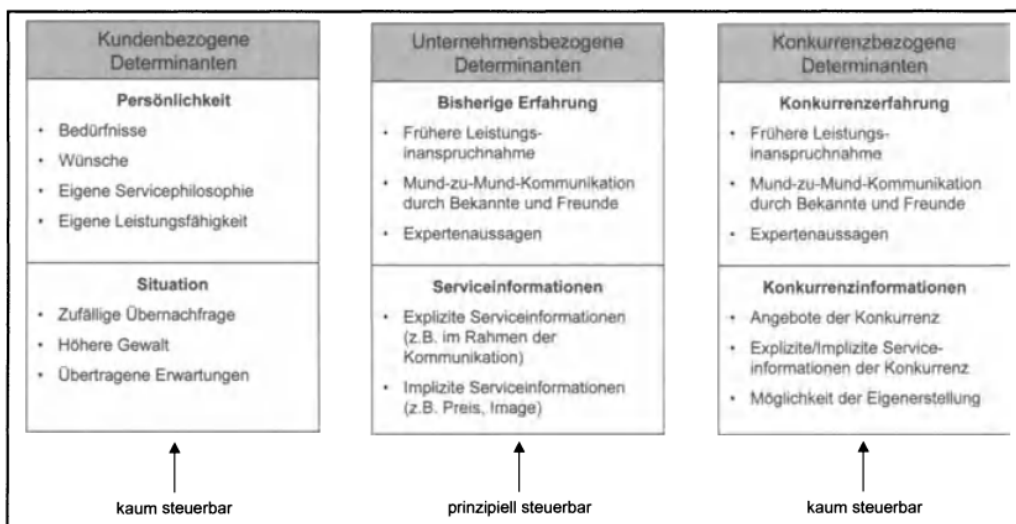 Kundenbezogene
Determinanten
Persönlichkeit
• Bedürfnisse
• Wünsche
• Eigene Servicephilosophie
• Eigene Leistungsfähigkeit
Situation
• Zufällige Übernachfrage
• Höhere Gewalt
• Übertragene Erwartungen
kaum steuerbar
Unternehmensbezogene
Determinanten
Bisherige Erfahrung
• Frühere Leistungs-
inanspruchnahme
• Mund-zu-Mund-Kommunikation
durch Bekannte und Freunde
• Expertenaussagen
Serviceinformationen
• Explizite Serviceinformationen
(z.B. im Rahmen der
Kommunikation)
• Implizite Serviceinformationen
(z.B. Preis, Image)
prinzipiell steuerbar
Konkurrenzbezogene
Determinanten
Konkurrenzerfahrung
• Frühere Leistungs-
inanspruchnahme
• Mund-zu-Mund-Kommunikation
durch Bekannte und Freunde
• Expertenaussagen
Konkurrenzinformationen
• Angebote der Konkurrenz
• Explizite/Implizite Service-
informationen der Konkurrenz
• Möglichkeit der Eigenerstellung
kaum steuerbar